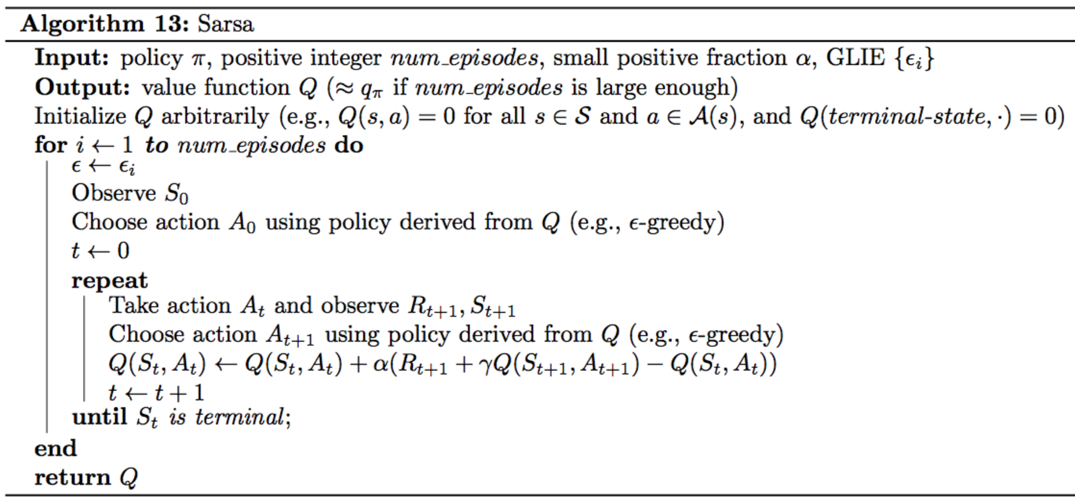 Algorithm 13: Sarsa
Input: policy π, positive integer num_episodes, small positive fraction α, GLIE {ϵᵢ}
Output: value function Q (≈ qπ if num_episodes is large enough)
Initialize Q arbitrarily (e.g., Q(s, a) = 0 for all s ∈ S and a ∈ A(s), and Q(terminal-state, ·) = 0)
for i ← 1 to num_episodes do
ϵ ← ϵᵢ
Observe S₀
Choose action A₀ using policy derived from Q (e.g., ϵ-greedy)
t ← 0
repeat
Take action Aₜ and observe Rₜ₊₁, Sₜ₊₁
Choose action Aₜ₊₁ using policy derived from Q (e.g., ϵ-greedy)
Q(Sₜ, Aₜ) ← Q(Sₜ, Aₜ) + α(Rₜ₊₁ + γQ(Sₜ₊₁, Aₜ₊₁) − Q(Sₜ, Aₜ))
t ← t + 1
until Sₜ is terminal;
end
return Q